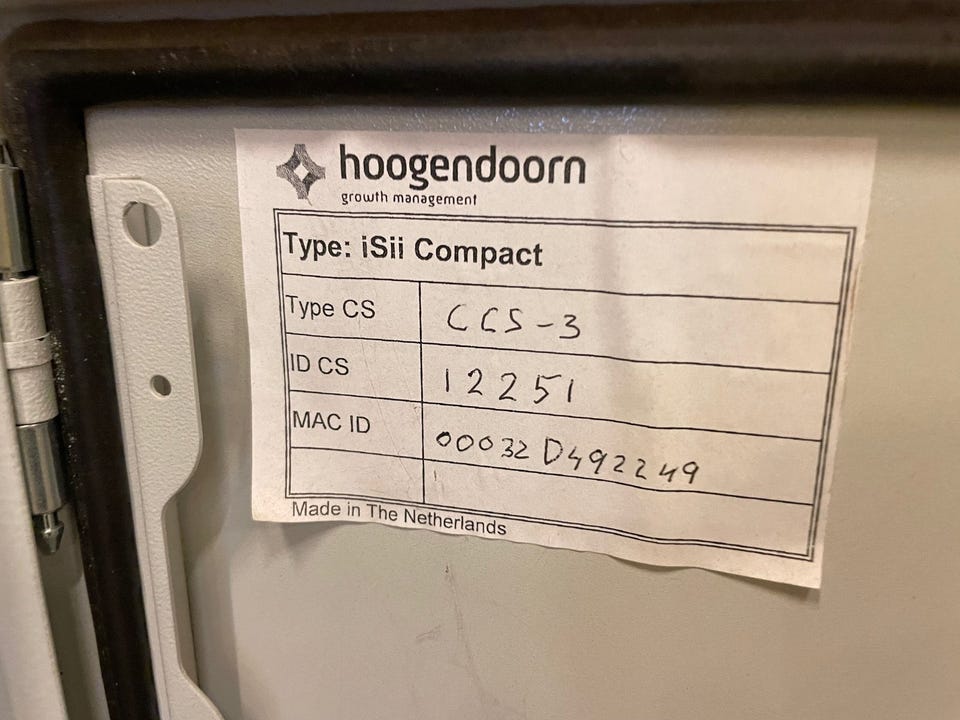 hoogendoorn
growth management
Type: iSii Compact
Type CS CCS-3
ID CS 12251
MAC ID 00032D492249
Made in The Netherlands